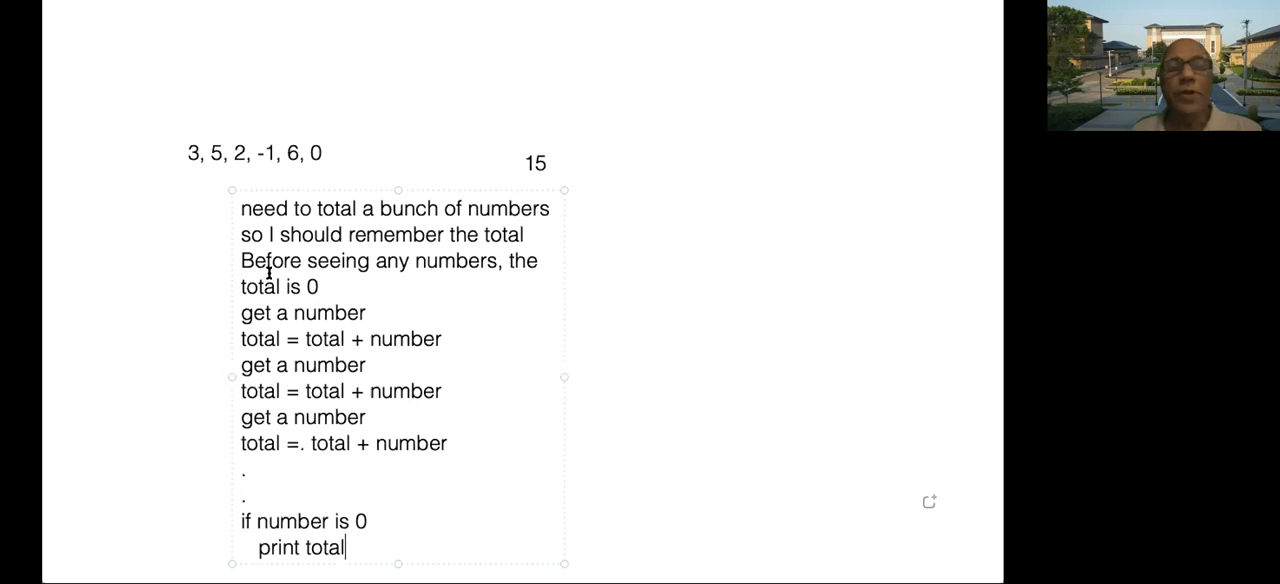 3, 5, 2, -1, 6, 0
15
need to total a bunch of numbers
so I should remember the total
Before seeing any numbers, the
total is 0
get a number
total = total + number
get a number
total = total + number
get a number
total =. total + number
.
.
if number is 0
print total